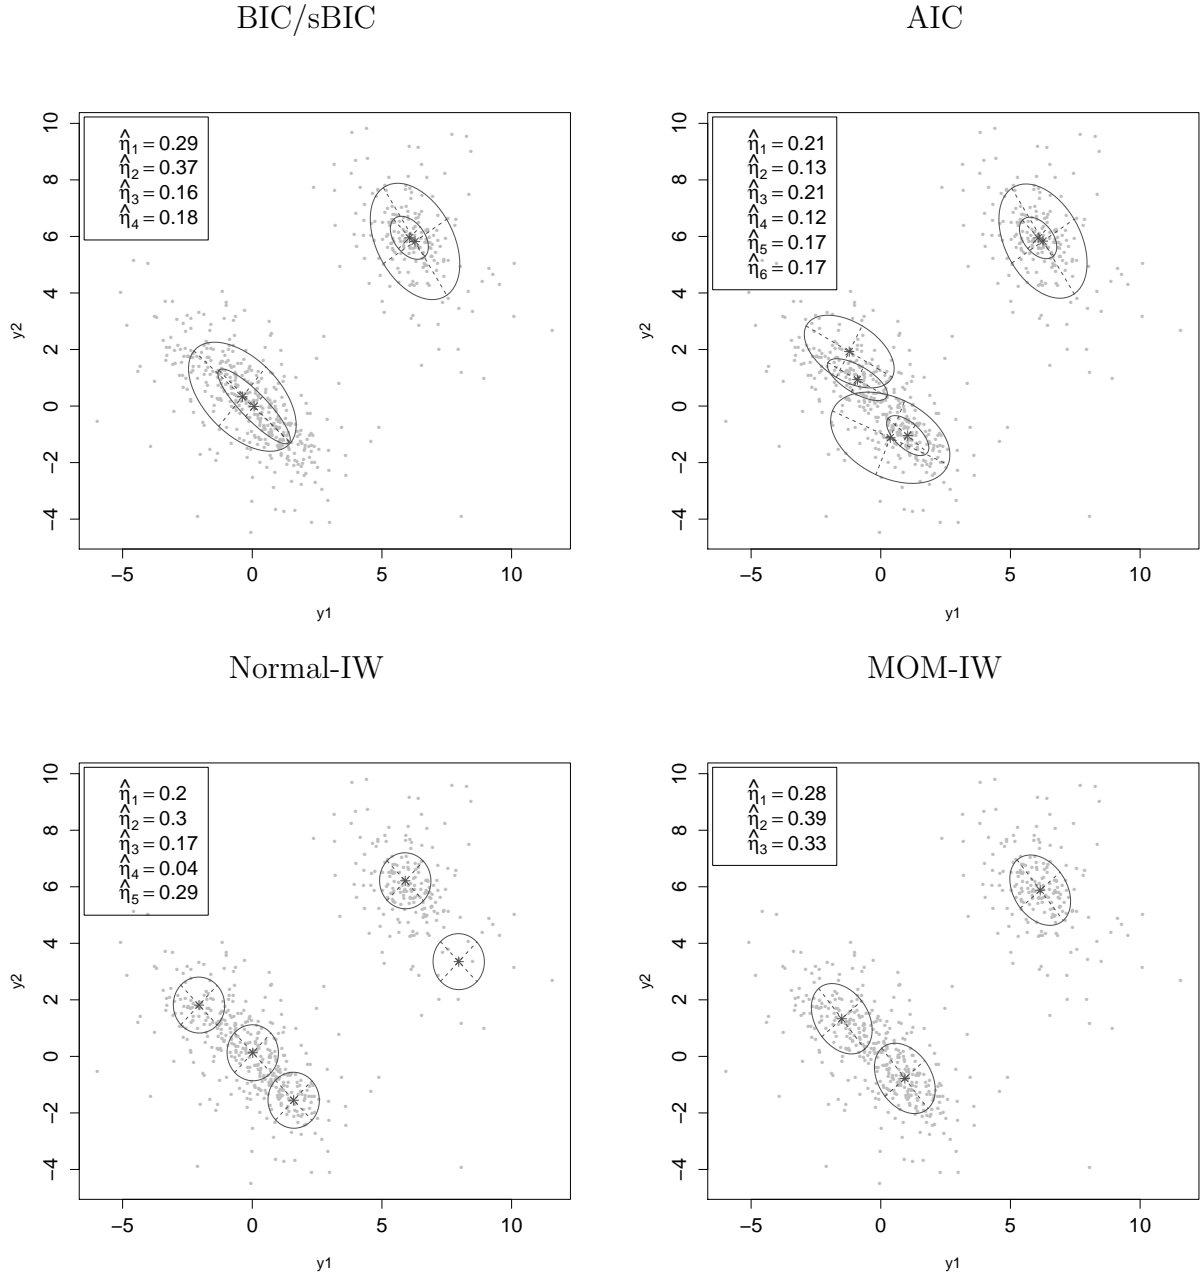 BIC/sBIC
AIC
η̂1 = 0.29
η̂2 = 0.37
η̂3 = 0.16
η̂4 = 0.18
10
8
6
4
2
0
−2
−4
y2
−5 0 5 10
y1
η̂1 = 0.21
η̂2 = 0.13
η̂3 = 0.21
η̂4 = 0.12
η̂5 = 0.17
η̂6 = 0.17
10
8
6
4
2
0
−2
−4
y2
−5 0 5 10
y1
Normal-IW
MOM-IW
η̂1 = 0.2
η̂2 = 0.3
η̂3 = 0.17
η̂4 = 0.04
η̂5 = 0.29
10
8
6
4
2
0
−2
−4
y2
−5 0 5 10
y1
η̂1 = 0.28
η̂2 = 0.39
η̂3 = 0.33
10
8
6
4
2
0
−2
−4
y2
−5 0 5 10
y1